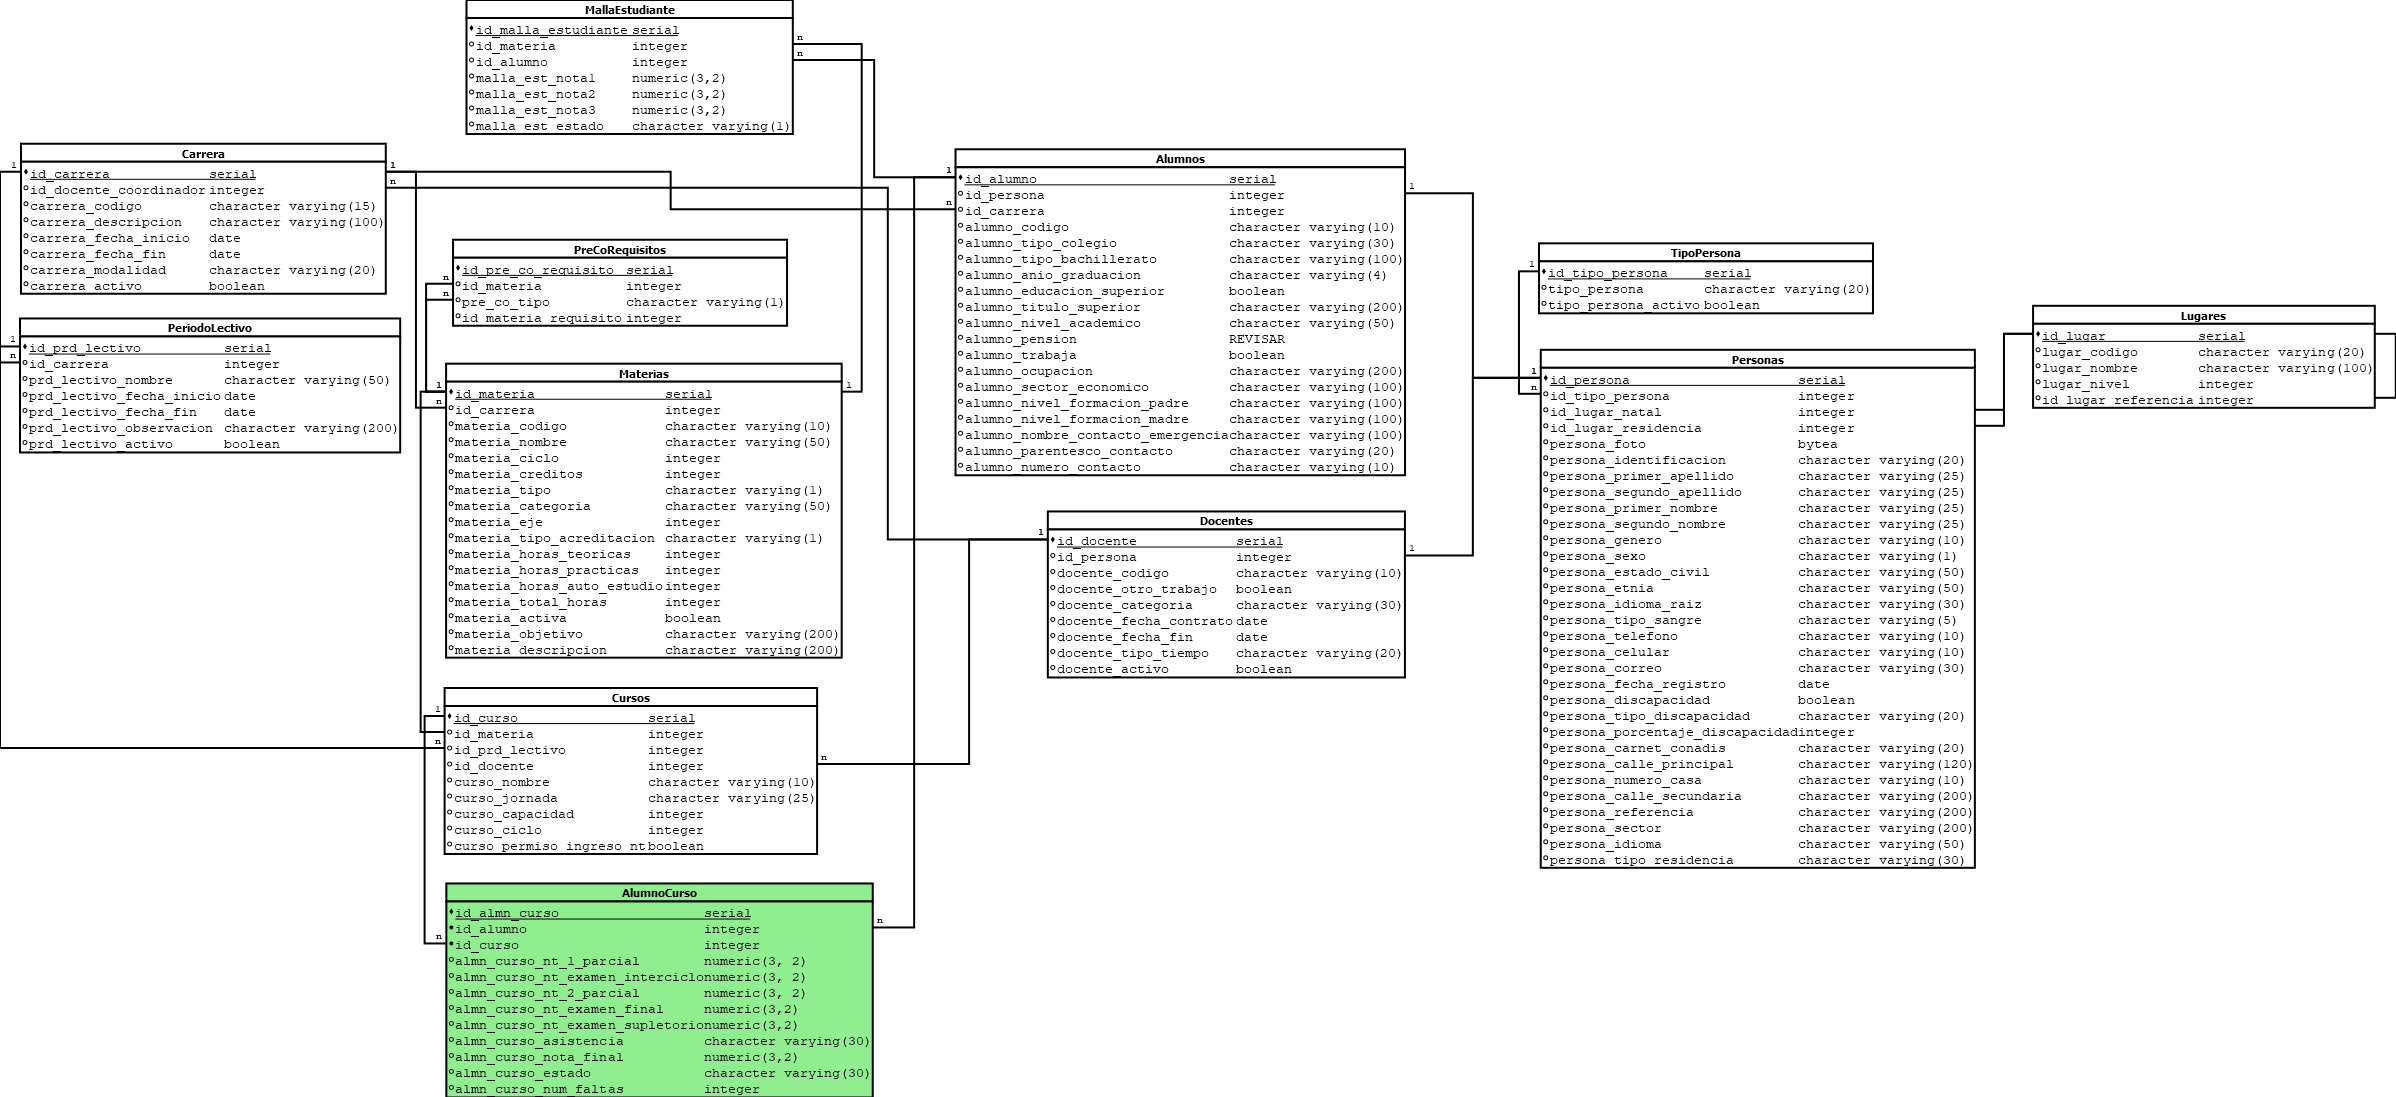 MallaEstudiante
id_malla_estudiante serial
id_materia integer
id_alumno integer
malla_est_nota1 numeric(3,2)
malla_est_nota2 numeric(3,2)
malla_est_nota3 numeric(3,2)
malla_est_estado character varying(1)
n
n
Carrera
id_carrera serial
id_docente_coordinador integer
carrera_codigo character varying(15)
carrera_descripcion character varying(100)
carrera_fecha_inicio date
carrera_fecha_fin date
carrera_modalidad character varying(20)
carrera_activo boolean
1
1
n
PeriodoLectivo
id_prd_lectivo serial
id_carrera integer
prd_lectivo_nombre character varying(50)
prd_lectivo_fecha_inicio date
prd_lectivo_fecha_fin date
prd_lectivo_observacion character varying(200)
prd_lectivo_activo boolean
1
n
PreCoRequisitos
id_pre_co_requisito serial
id_materia integer
pre_co_tipo character varying(1)
id_materia_requisito integer
n
n
Materias
id_materia serial
id_carrera integer
materia_codigo character varying(10)
materia_nombre character varying(50)
materia_ciclo integer
materia_creditos integer
materia_tipo character varying(1)
materia_categoria character varying(50)
materia_eje integer
materia_tipo_acreditacion character varying(1)
materia_horas_teoricas integer
materia_horas_practicas integer
materia_horas_auto_estudio integer
materia_total_horas integer
materia_activa boolean
materia_objetivo character varying(200)
materia_descripcion character varying(200)
1
n
1
Cursos
id_curso serial
id_materia integer
id_prd_lectivo integer
id_docente integer
curso_nombre character varying(10)
curso_jornada character varying(25)
curso_capacidad integer
curso_ciclo integer
curso_permiso_ingreso_nt boolean
1
n
n
AlumnoCurso
id_almn_curso serial
id_alumno integer
id_curso integer
almn_curso_nt_1_parcial numeric(3, 2)
almn_curso_nt_examen_interciclo numeric(3, 2)
almn_curso_nt_2_parcial numeric(3, 2)
almn_curso_nt_examen_final numeric(3,2)
almn_curso_nt_examen_supletorio numeric(3,2)
almn_curso_asistencia character varying(30)
almn_curso_nota_final numeric(3,2)
almn_curso_estado character varying(30)
almn_curso_num_faltas integer
n
n
Alumnos
id_alumno serial
id_persona integer
id_carrera integer
alumno_codigo character varying(10)
alumno_tipo_colegio character varying(30)
alumno_tipo_bachillerato character varying(100)
alumno_anio_graduacion character varying(4)
alumno_educacion_superior boolean
alumno_titulo_superior character varying(200)
alumno_nivel_academico character varying(50)
alumno_pension REVISAR
alumno_trabaja boolean
alumno_ocupacion character varying(200)
alumno_sector_economico character varying(100)
alumno_nivel_formacion_padre character varying(100)
alumno_nivel_formacion_madre character varying(100)
alumno_nombre_contacto_emergencia character varying(100)
alumno_parentesco_contacto character varying(20)
alumno_numero_contacto character varying(10)
1
n
1
Docentes
id_docente serial
id_persona integer
docente_codigo character varying(10)
docente_otro_trabajo boolean
docente_categoria character varying(30)
docente_fecha_contrato date
docente_fecha_fin date
docente_tipo_tiempo character varying(20)
docente_activo boolean
1
1
TipoPersona
id_tipo_persona serial
tipo_persona character varying(20)
tipo_persona_activo boolean
1
Personas
id_persona serial
id_tipo_persona integer
id_lugar_natal integer
id_lugar_residencia integer
persona_foto bytea
persona_identificacion character varying(20)
persona_primer_apellido character varying(25)
persona_segundo_apellido character varying(25)
persona_primer_nombre character varying(25)
persona_segundo_nombre character varying(25)
persona_genero character varying(10)
persona_sexo character varying(1)
persona_estado_civil character varying(50)
persona_etnia character varying(50)
persona_idioma_raiz character varying(30)
persona_tipo_sangre character varying(5)
persona_telefono character varying(10)
persona_celular character varying(10)
persona_correo character varying(30)
persona_fecha_registro date
persona_discapacidad boolean
persona_tipo_discapacidad character varying(20)
persona_porcentaje_discapacidad integer
persona_carnet_conadis character varying(20)
persona_calle_principal character varying(120)
persona_numero_casa character varying(10)
persona_calle_secundaria character varying(200)
persona_referencia character varying(200)
persona_sector character varying(200)
persona_idioma character varying(50)
persona_tipo_residencia character varying(30)
1
n
Lugares
id_lugar serial
lugar_codigo character varying(20)
lugar_nombre character varying(100)
lugar_nivel integer
id_lugar_referencia integer